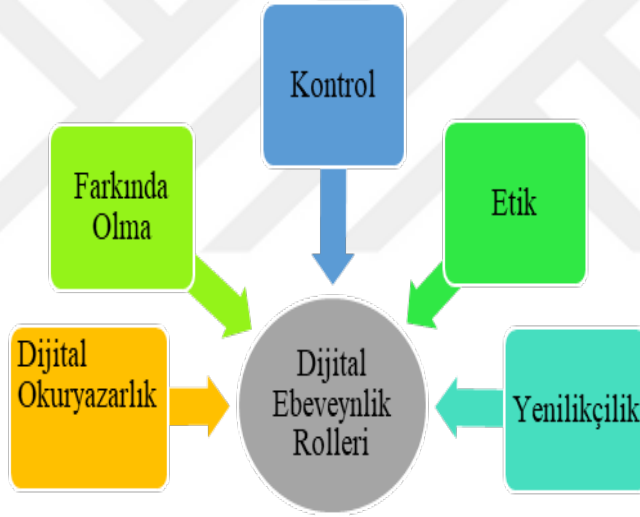 Kontrol
Farkında
Olma
Etik
Dijital
Okuryazarlık
Dijital
Ebeveynlik
Rolleri
Yenilikçilik